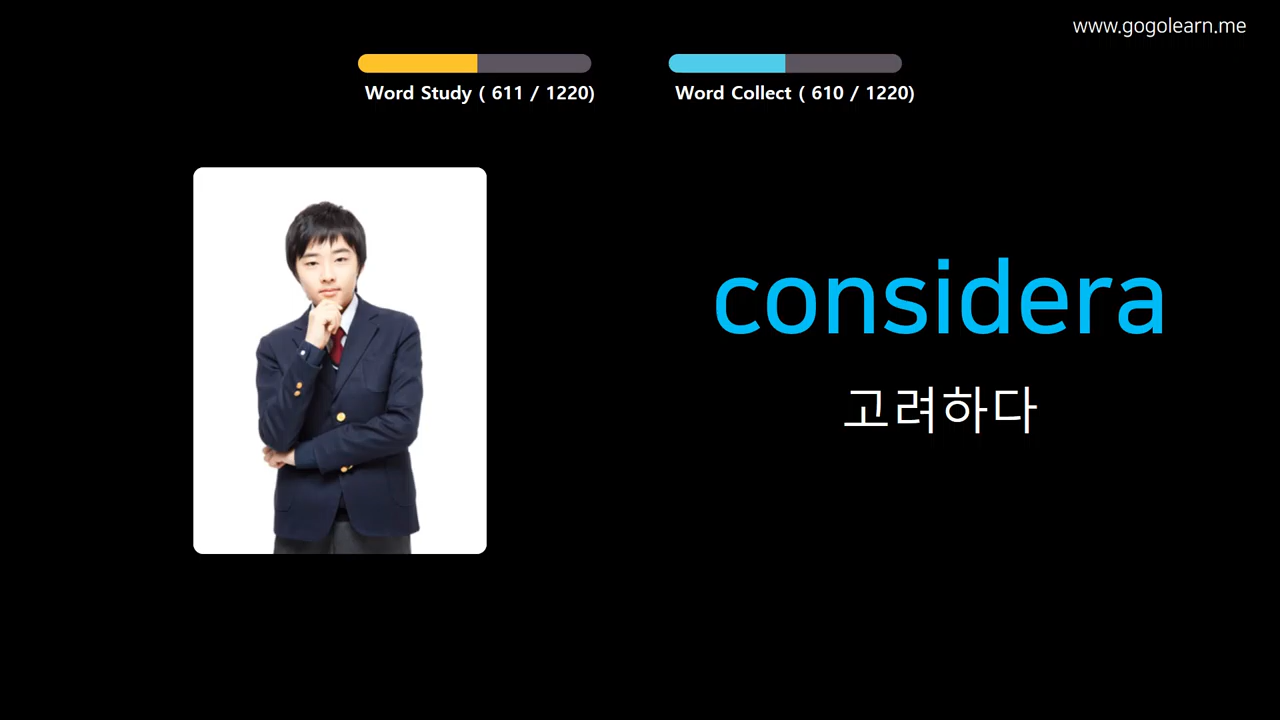 www.gogolearn.me
Word Study ( 611 / 1220)
Word Collect ( 610 / 1220)
considera
고려하다